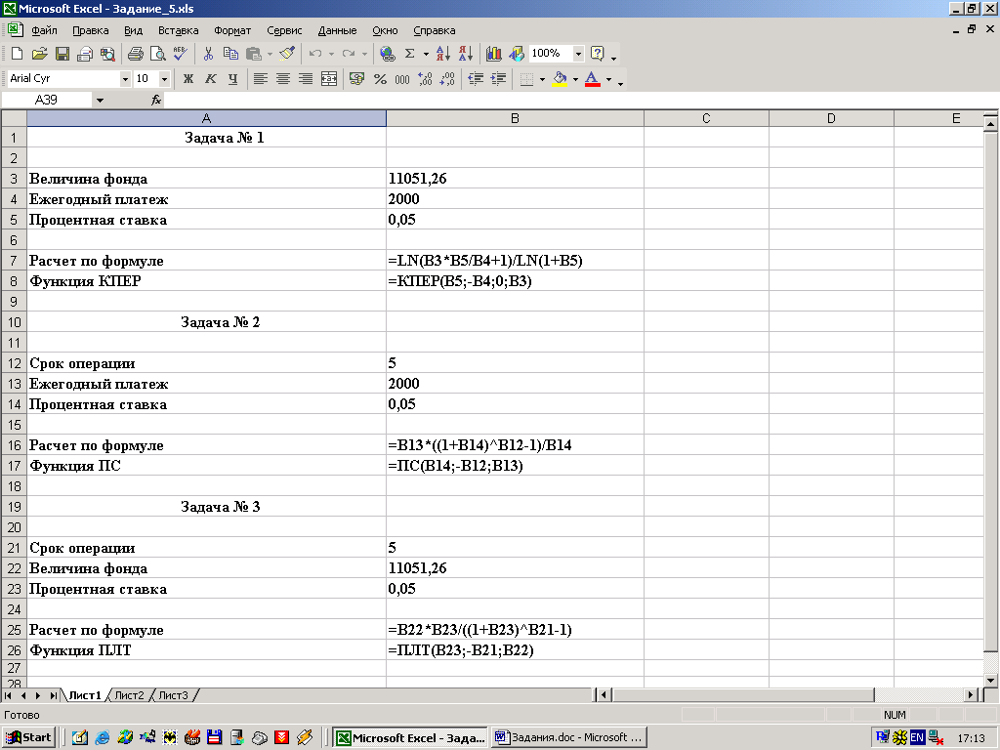 Microsoft Excel - Задание_5.xls
Файл Правка Вид Вставка Формат Сервис Данные Окно Справка
100%
Arial Cyr 10 Ж К Ч % 000
A39 fx
A B C D E
1 Задача № 1
2
3 Величина фонда 11051,26
4 Ежегодный платеж 2000
5 Процентная ставка 0,05
6
7 Расчет по формуле =LN(B3*B5/B4+1)/LN(1+B5)
8 Функция КПЕР =КПЕР(B5;-B4;0;B3)
9
10 Задача № 2
11
12 Срок операции 5
13 Ежегодный платеж 2000
14 Процентная ставка 0,05
15
16 Расчет по формуле =B13*((1+B14)^B12-1)/B14
17 Функция ПС =ПС(B14;-B12;B13)
18
19 Задача № 3
20
21 Срок операции 5
22 Величина фонда 11051,26
23 Процентная ставка 0,05
24
25 Расчет по формуле =B22*B23/((1+B23)^B21-1)
26 Функция ПЛТ =ПЛТ(B23;-B21;B22)
27
28
Лист1 Лист2 Лист3
Готово NUM
Start Microsoft Excel - Зада... Задания.doc - Microsoft ... EN 17:13